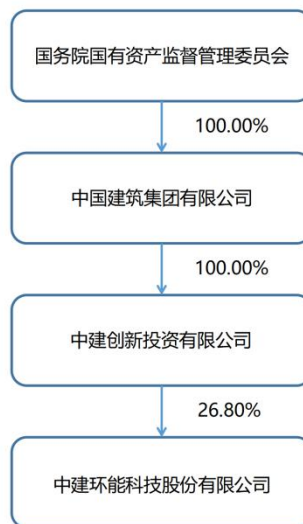 国务院国有资产监督管理委员会
100.00%
中国建筑集团有限公司
100.00%
中建创新投资有限公司
26.80%
中建环能科技股份有限公司